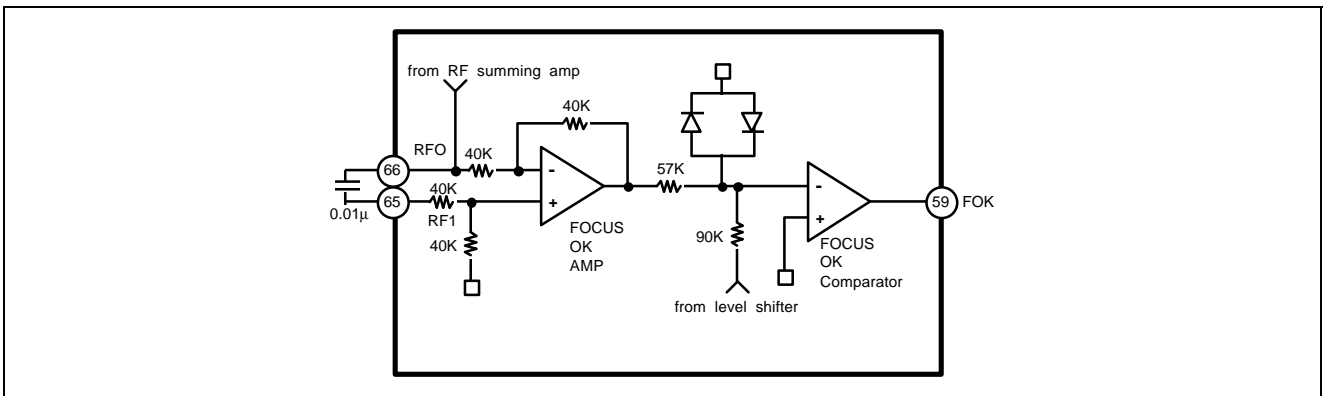 from RF summing amp
40K
RFO
40K
57K
66
-
-
65
40K
+
59
FOK
0.01μ
RF1
+
40K
FOCUS
OK
AMP
90K
FOCUS
OK
Comparator
from level shifter